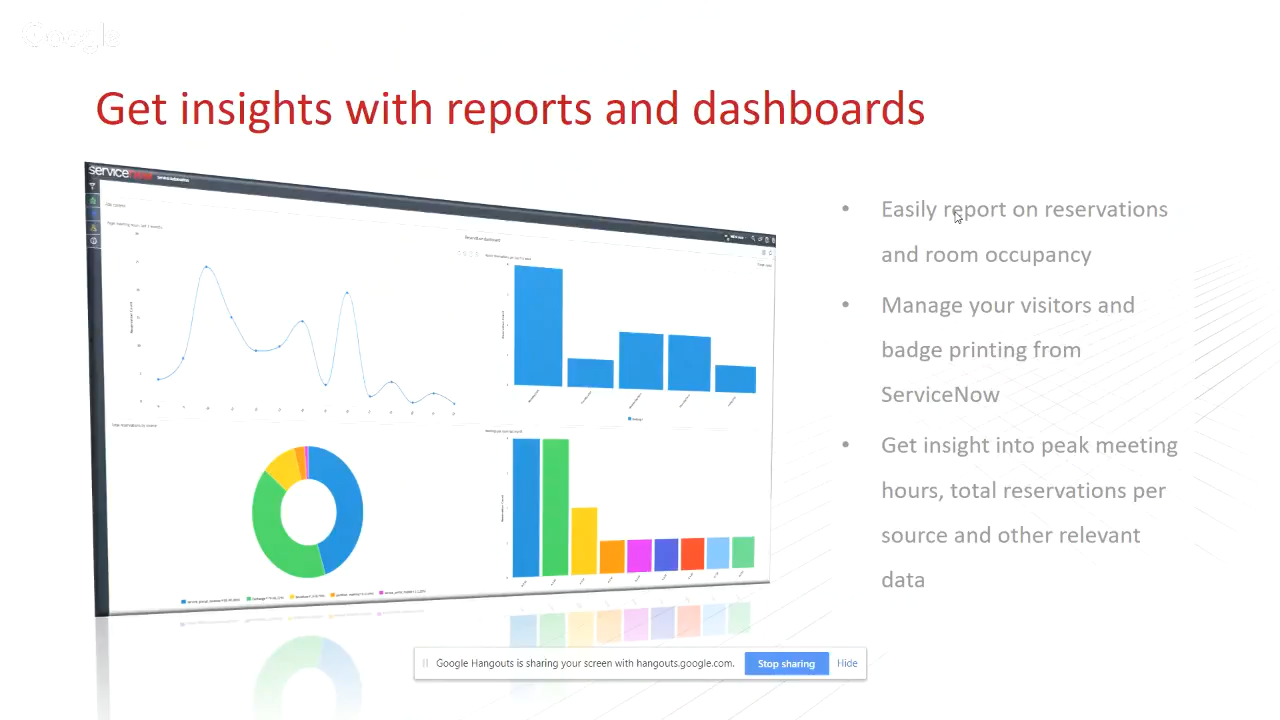 Google
Get insights with reports and dashboards
servicenow
Easily report on reservations
and room occupancy
Manage your visitors and
badge printing from
ServiceNow
Get insight into peak meeting
hours, total reservations per
source and other relevant
data
Google Hangouts is sharing your screen with hangouts.google.com.
Stop sharing
Hide